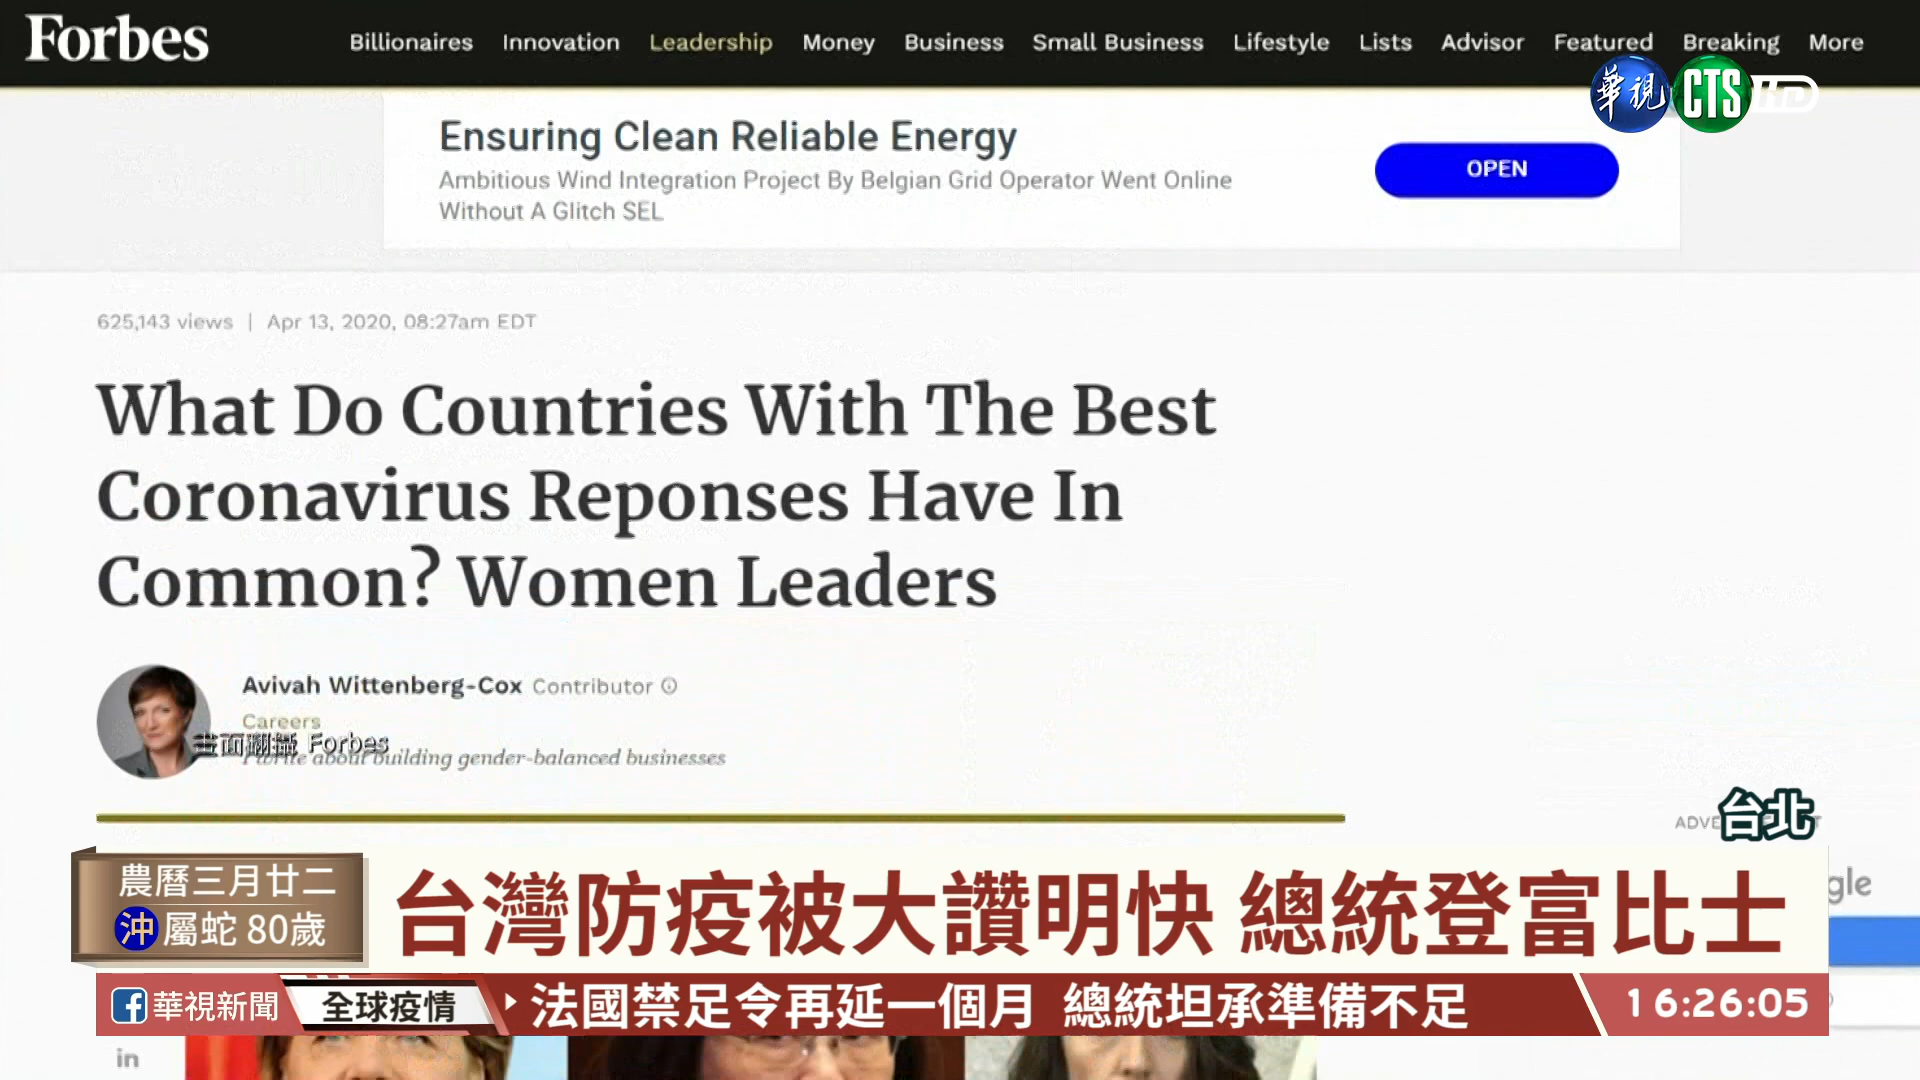 Forbes
Billionaires Innovation Leadership Money Business Small Business Lifestyle Lists Advisor Featured Breaking More
華視 CTS HD
Ensuring Clean Reliable Energy
Ambitious Wind Integration Project By Belgian Grid Operator Went Online
Without A Glitch SEL
OPEN
625,143 views | Apr 13, 2020, 08:27am EDT
What Do Countries With The Best
Coronavirus Reponses Have In
Common? Women Leaders
Avivah Wittenberg-Cox Contributor
Careers
畫面翻攝 Forbes
I write about building gender-balanced businesses
台北
農曆三月廿二
沖屬蛇 80歲
台灣防疫被大讚明快 總統登富比士
華視新聞
全球疫情
法國禁足令再延一個月 總統坦承準備不足
16:26:05
in